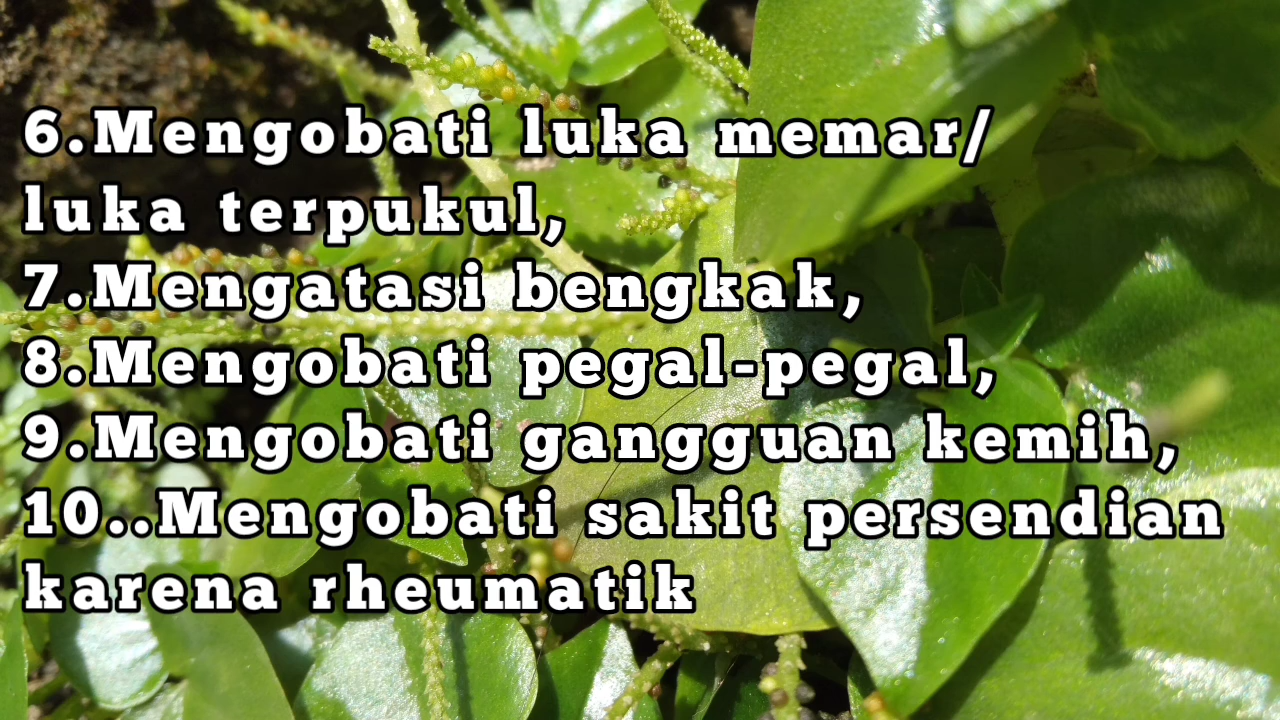 6.Mengobati luka memar/
luka terpukul,
7.Mengatasi bengkak,
8.Mengobati pegal-pegal,
9.Mengobati gangguan kemih,
10..Mengobati sakit persendian
karena rheumatik